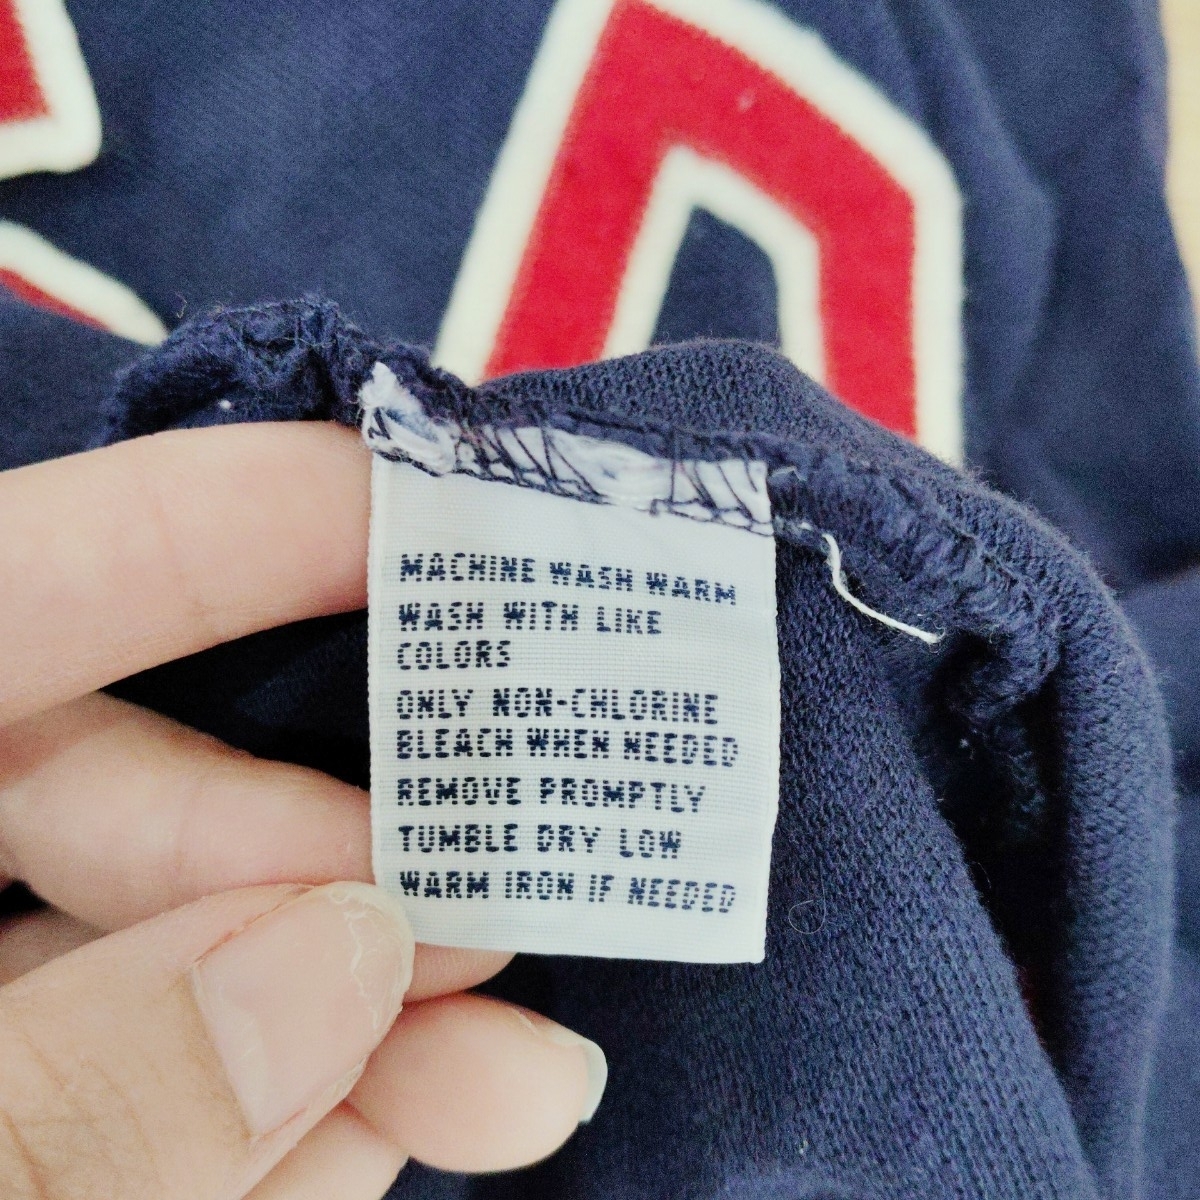 MACHINE WASH WARM
WASH WITH LIKE
COLORS
ONLY NON-CHLORINE
BLEACH WHEN NEEDED
REMOVE PROMPTLY
TUMBLE DRY LOW
WARM IRON IF NEEDED